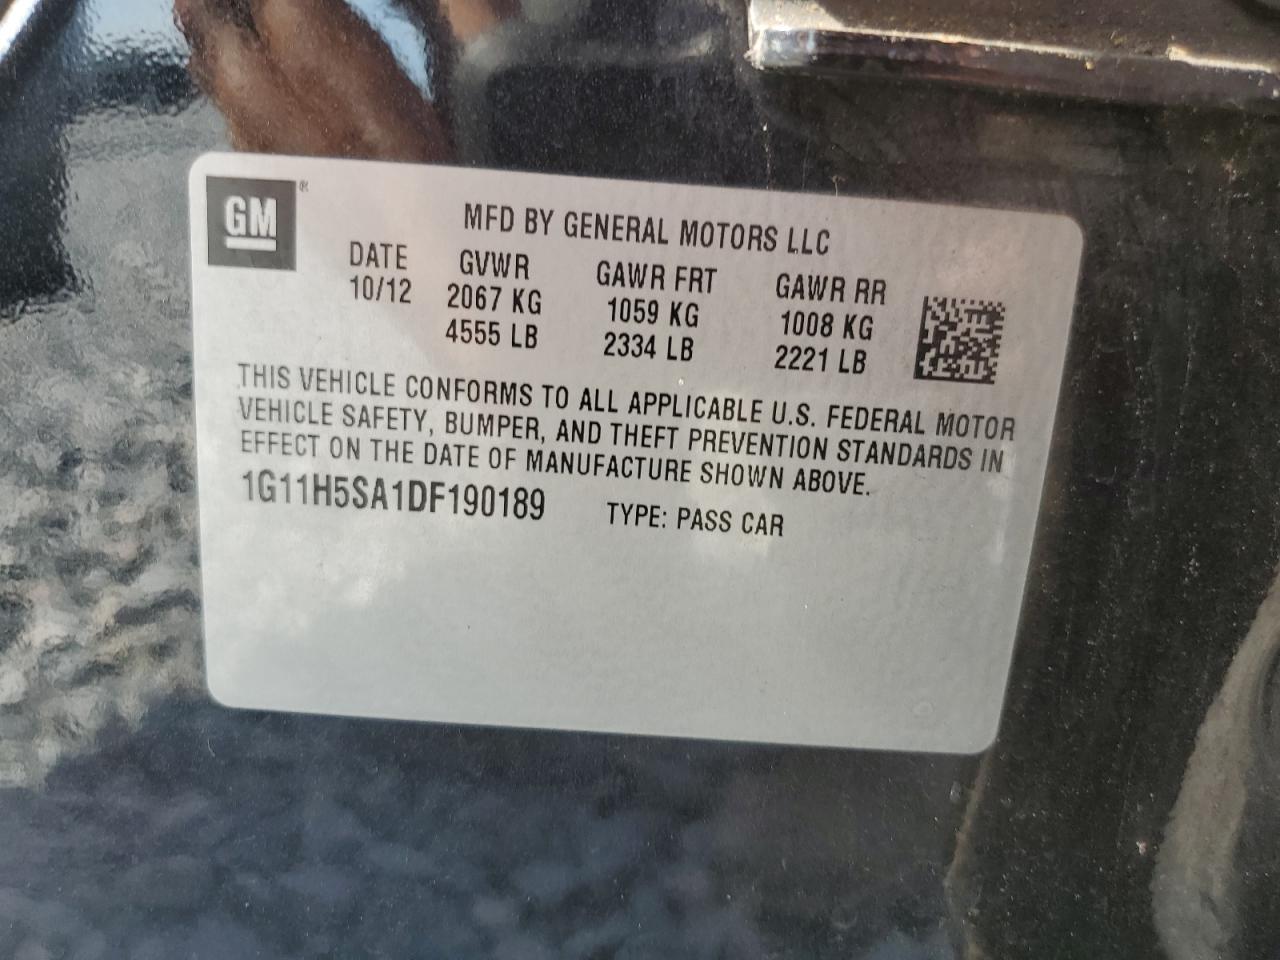 GM®
MFD BY GENERAL MOTORS LLC
DATE GVWR GAWR FRT GAWR RR
10/12 2067 KG 1059 KG 1008 KG
4555 LB 2334 LB 2221 LB
THIS VEHICLE CONFORMS TO ALL APPLICABLE U.S. FEDERAL MOTOR
VEHICLE SAFETY, BUMPER, AND THEFT PREVENTION STANDARDS IN
EFFECT ON THE DATE OF MANUFACTURE SHOWN ABOVE.
1G11H5SA1DF190189 TYPE: PASS CAR